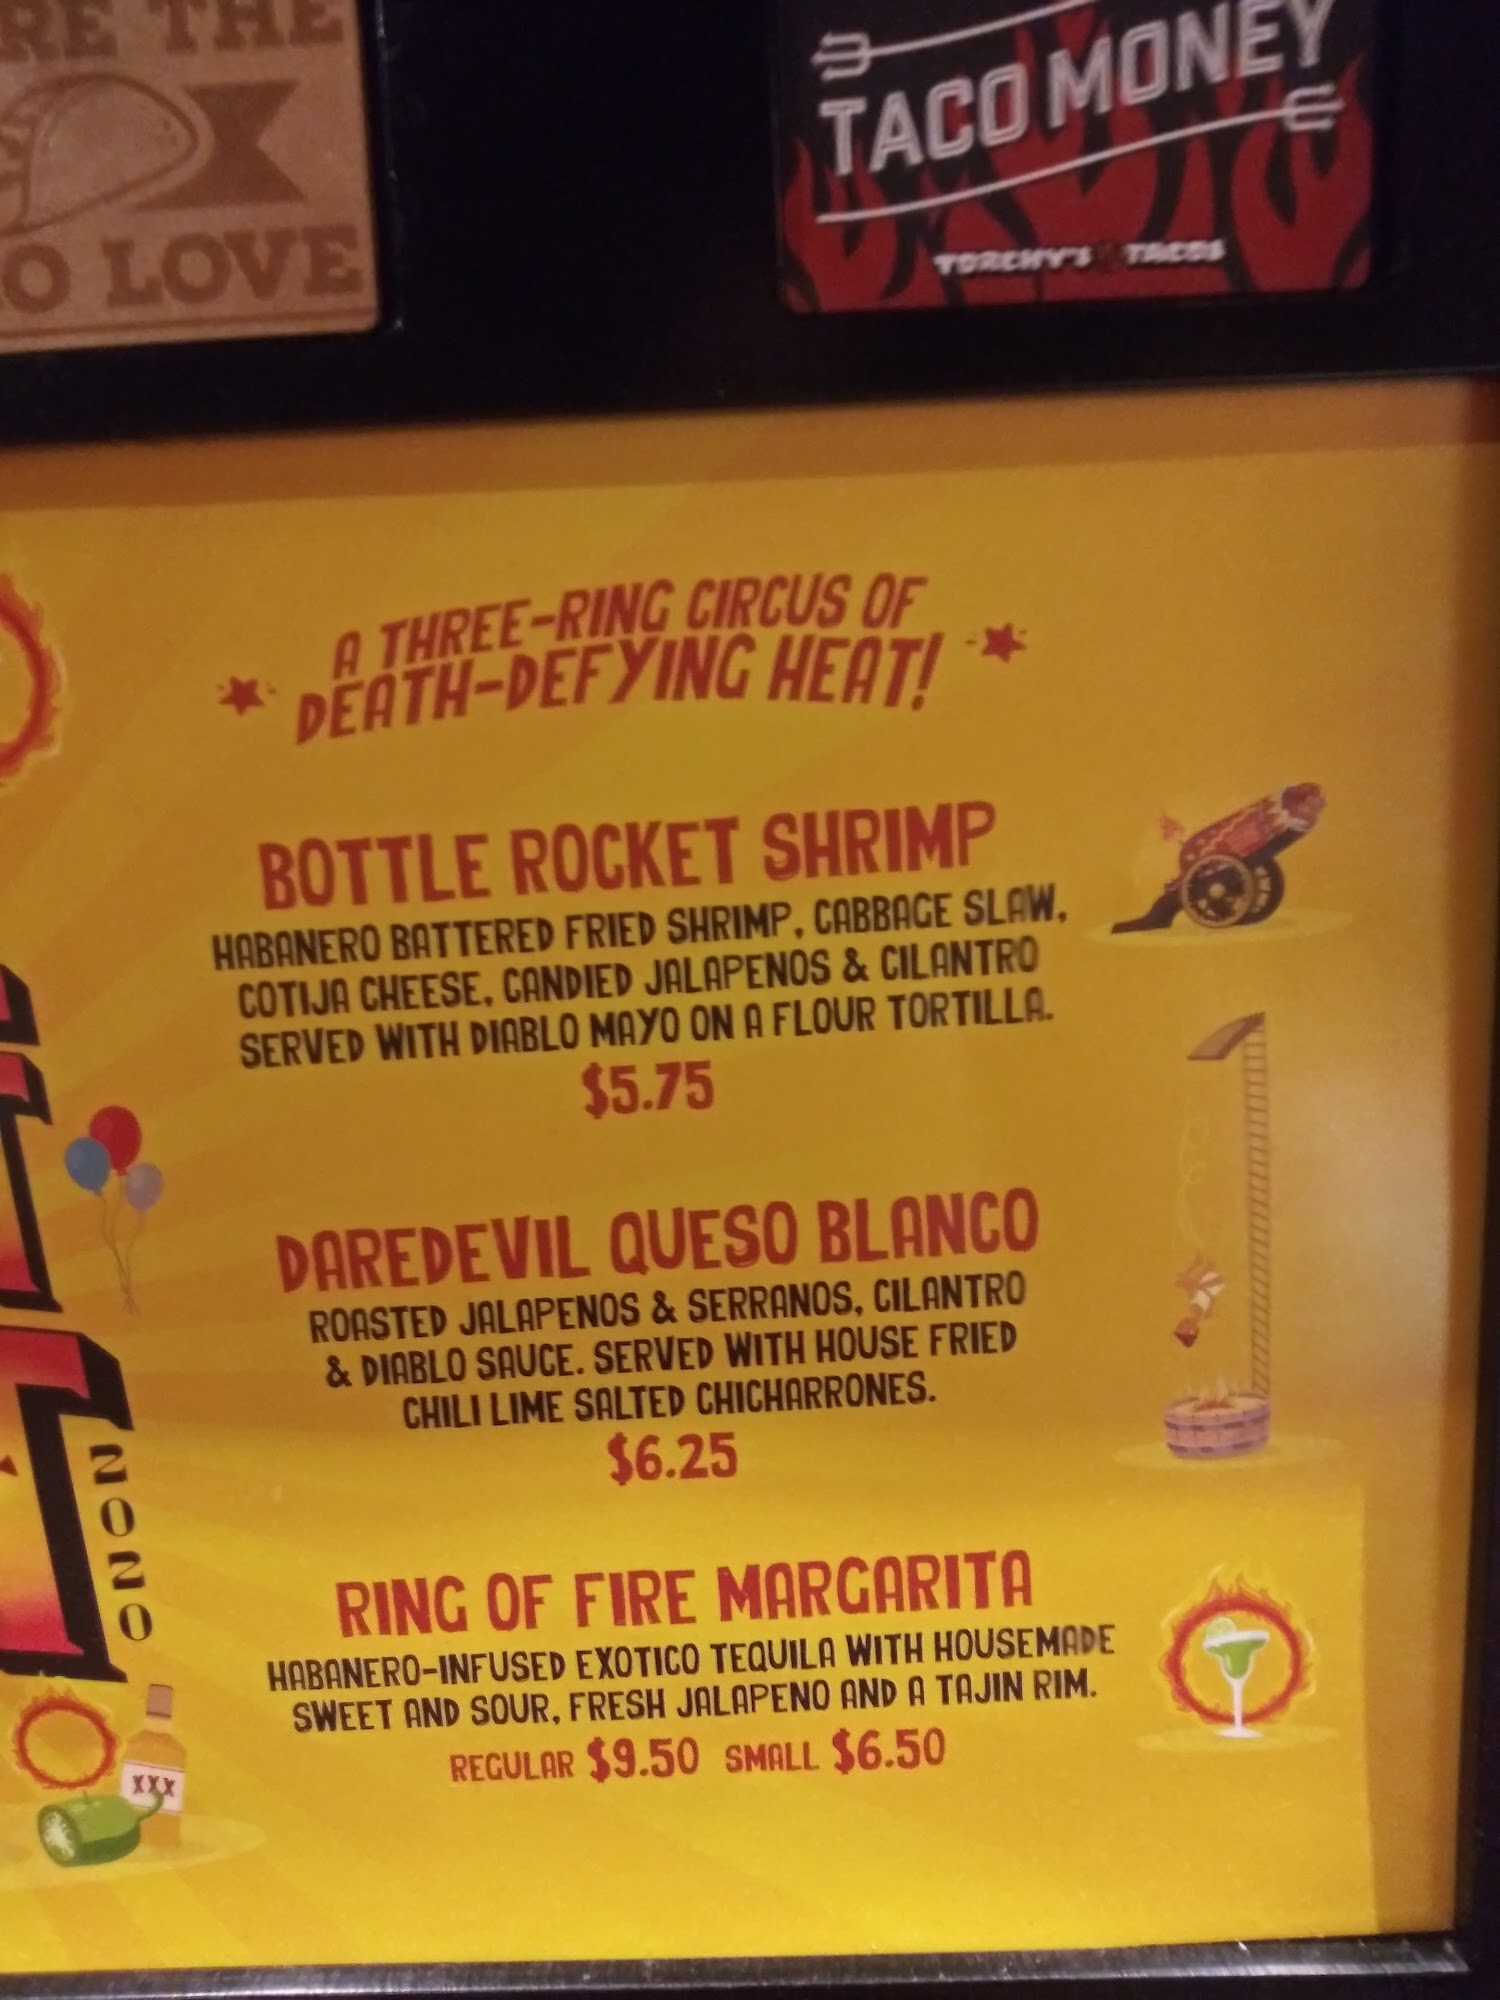 RE THE
O LOVE
TACO MONEY
TORCHY'S TACOS
A THREE-RING CIRCUS OF
DEATH-DEFYING HEAT!
BOTTLE ROCKET SHRIMP
HABANERO BATTERED FRIED SHRIMP, CABBAGE SLAW,
COTIJA CHEESE, CANDIED JALAPENOS & CILANTRO
SERVED WITH DIABLO MAYO ON A FLOUR TORTILLA.
$5.75
DAREDEVIL QUESO BLANCO
ROASTED JALAPENOS & SERRANOS, CILANTRO
& DIABLO SAUCE. SERVED WITH HOUSE FRIED
CHILI LIME SALTED CHICHARRONES.
$6.25
2020
RING OF FIRE MARGARITA
HABANERO-INFUSED EXOTICO TEQUILA WITH HOUSEMADE
SWEET AND SOUR, FRESH JALAPENO AND A TAJIN RIM.
REGULAR $9.50 SMALL $6.50
XXX